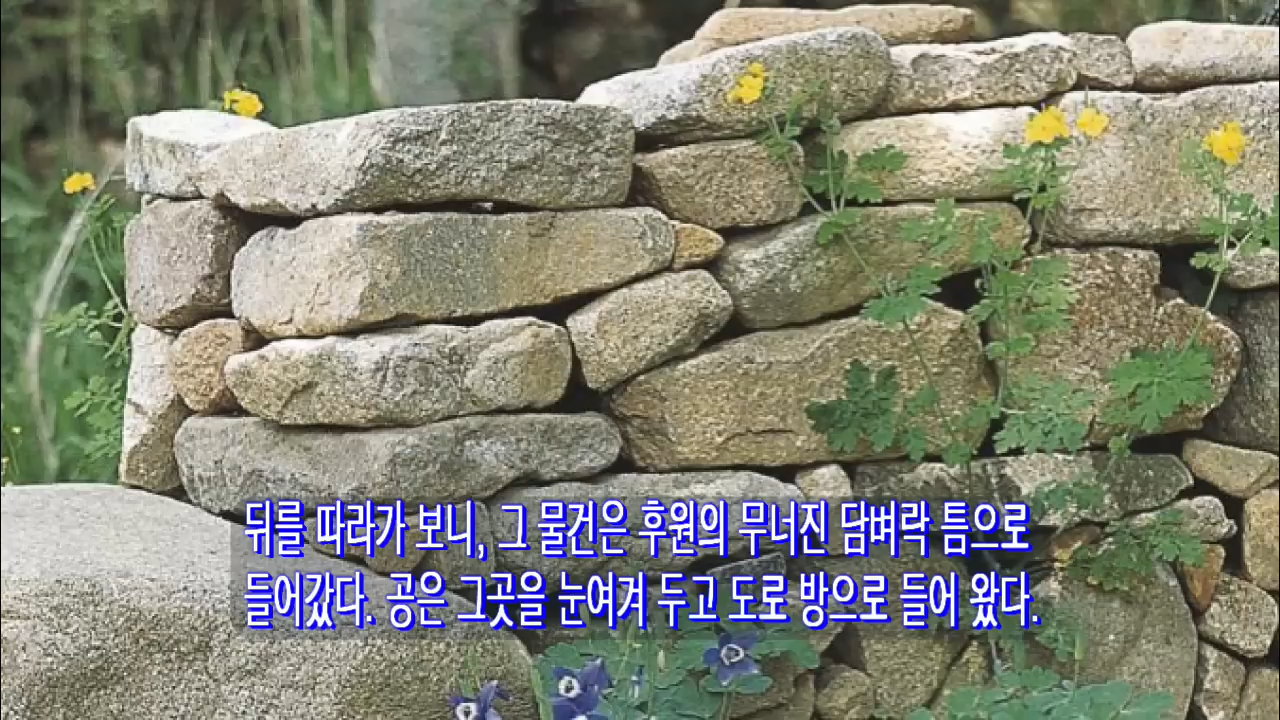 뒤를 따라가 보니, 그 물건은 후원의 무너진 담벼락 틈으로
들어갔다. 공은 그곳을 눈여겨 두고 도로 방으로 들어 왔다.